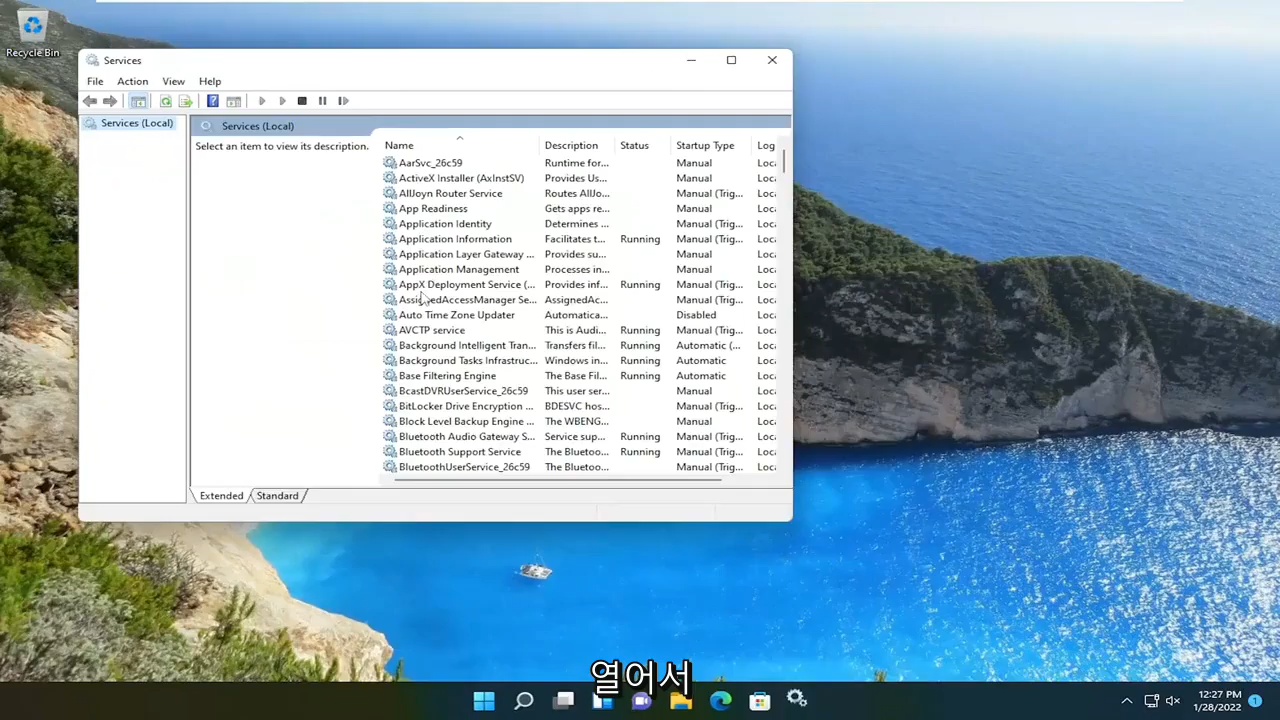 Recycle Bin
Services
File Action View Help
Services (Local)
Services (Local)
Select an item to view its description.
Name Description Status Startup Type Log
AarSvc_26c59 Runtime for... Manual Loca
ActiveX Installer (AxInstSV) Provides Us... Manual Loca
AllJoyn Router Service Routes AllJo... Manual (Trig... Loca
App Readiness Gets apps re... Manual Loca
Application Identity Determines ... Manual (Trig... Loca
Application Information Facilitates t... Running Manual (Trig... Loca
Application Layer Gateway ... Provides su... Manual Loca
Application Management Processes in... Manual Loca
AppX Deployment Service (... Provides inf... Running Manual (Trig... Loca
AssignedAccessManager Se... AssignedAc... Manual (Trig... Loca
Auto Time Zone Updater Automatica... Disabled Loca
AVCTP service This is Audi... Running Manual (Trig... Loca
Background Intelligent Tran... Transfers fil... Running Automatic (... Loca
Background Tasks Infrastruc... Windows in... Running Automatic Loca
Base Filtering Engine The Base Fil... Running Automatic Loca
BcastDVRUserService_26c59 This user ser... Manual Loca
BitLocker Drive Encryption ... BDESVC hos... Manual (Trig... Loca
Block Level Backup Engine ... The WBENG... Manual Loca
Bluetooth Audio Gateway S... Service sup... Running Manual (Trig... Loca
Bluetooth Support Service The Bluetoo... Running Manual (Trig... Loca
BluetoothUserService_26c59 The Bluetoo... Manual (Trig... Loca
Extended Standard
열어서
12:27 PM
1/28/2022
1